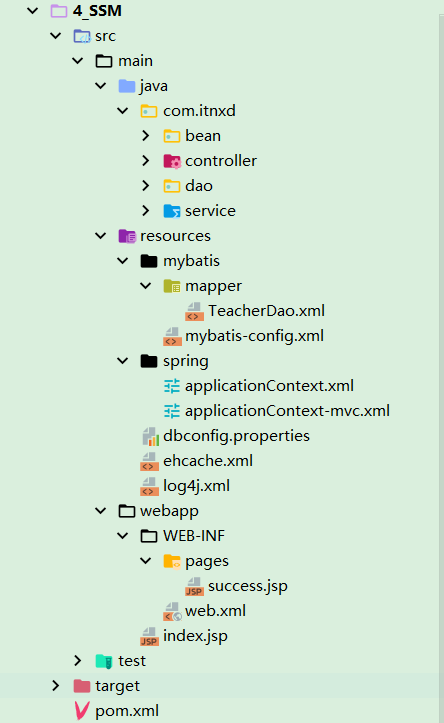 4_SSM
src
main
java
com.itnxd
bean
controller
dao
service
resources
mybatis
mapper
TeacherDao.xml
mybatis-config.xml
spring
applicationContext.xml
applicationContext-mvc.xml
dbconfig.properties
ehcache.xml
log4j.xml
webapp
WEB-INF
pages
success.jsp
web.xml
index.jsp
test
target
pom.xml